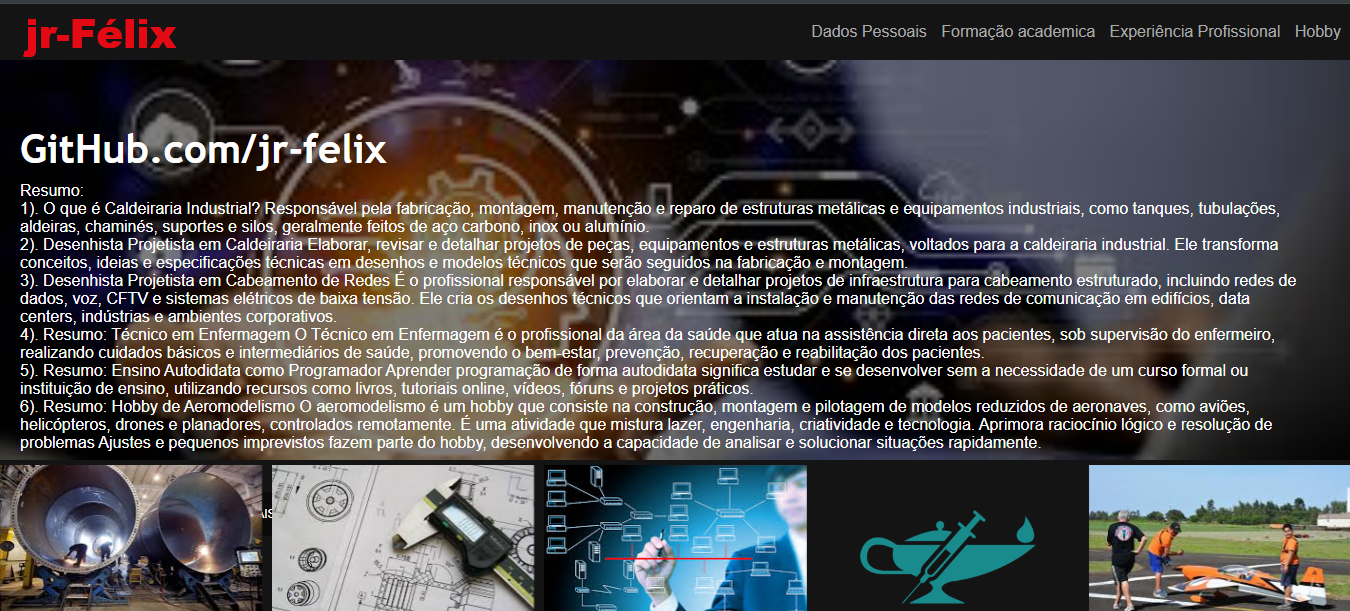 jr-Félix
Dados Pessoais Formação academica Experiência Profissional Hobby
GitHub.com/jr-felix
Resumo:
1). O que é Caldeiraria Industrial? Responsável pela fabricação, montagem, manutenção e reparo de estruturas metálicas e equipamentos industriais, como tanques, tubulações,
aldeiras, chaminés, suportes e silos, geralmente feitos de aço carbono, inox ou alumínio.
2). Desenhista Projetista em Caldeiraria Elaborar, revisar e detalhar projetos de peças, equipamentos e estruturas metálicas, voltados para a caldeiraria industrial. Ele transforma
conceitos, ideias e especificações técnicas em desenhos e modelos técnicos que serão seguidos na fabricação e montagem.
3). Desenhista Projetista em Cabeamento de Redes É o profissional responsável por elaborar e detalhar projetos de infraestrutura para cabeamento estruturado, incluindo redes de
dados, voz, CFTV e sistemas elétricos de baixa tensão. Ele cria os desenhos técnicos que orientam a instalação e manutenção das redes de comunicação em edifícios, data
centers, indústrias e ambientes corporativos.
4). Resumo: Técnico em Enfermagem O Técnico em Enfermagem é o profissional da área da saúde que atua na assistência direta aos pacientes, sob supervisão do enfermeiro,
realizando cuidados básicos e intermediários de saúde, promovendo o bem-estar, prevenção, recuperação e reabilitação dos pacientes.
5). Resumo: Ensino Autodidata como Programador Aprender programação de forma autodidata significa estudar e se desenvolver sem a necessidade de um curso formal ou
instituição de ensino, utilizando recursos como livros, tutoriais online, vídeos, fóruns e projetos práticos.
6). Resumo: Hobby de Aeromodelismo O aeromodelismo é um hobby que consiste na construção, montagem e pilotagem de modelos reduzidos de aeronaves, como aviões,
helicópteros, drones e planadores, controlados remotamente. É uma atividade que mistura lazer, engenharia, criatividade e tecnologia. Aprimora raciocínio lógico e resolução de
problemas Ajustes e pequenos imprevistos fazem parte do hobby, desenvolvendo a capacidade de analisar e solucionar situações rapidamente.